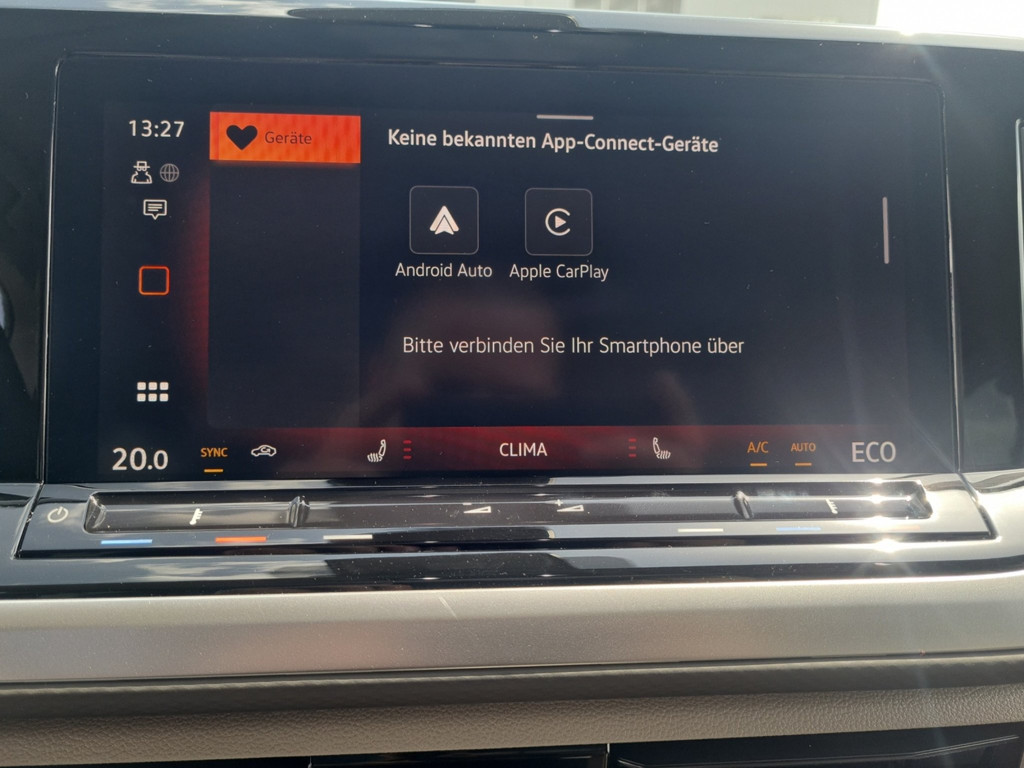 13:27
Geräte
Keine bekannten App-Connect-Geräte
Android Auto
Apple CarPlay
Bitte verbinden Sie Ihr Smartphone über
20.0
SYNC
CLIMA
A/C
AUTO
ECO